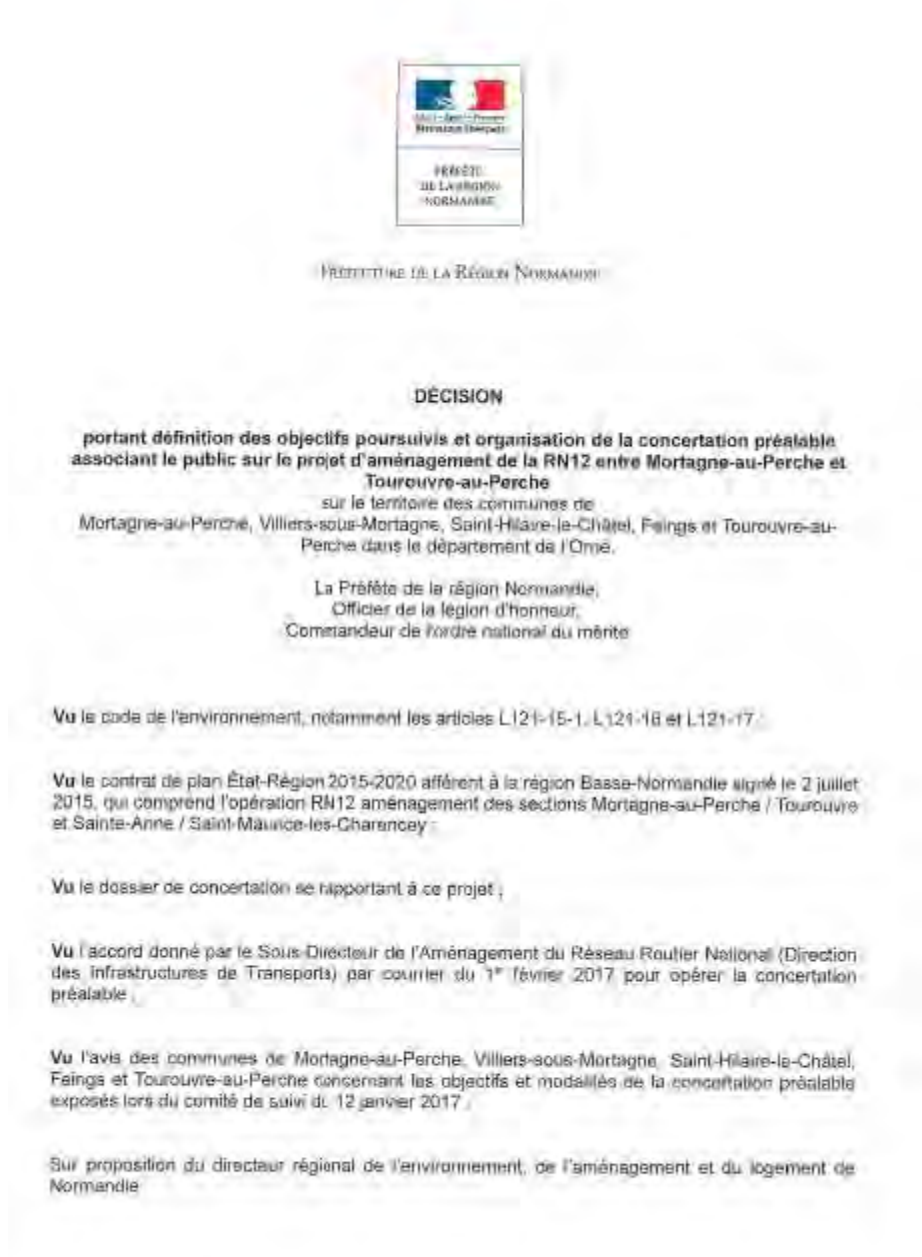 PRÉFÈTE
DE LA RÉGION
NORMANDIE
PRÉFECTURE DE LA RÉGION NORMANDIE
DÉCISION
portant définition des objectifs poursuivis et organisation de la concertation préalable
associant le public sur le projet d'aménagement de la RN12 entre Mortagne-au-Perche et
Tourouvre-au-Perche
sur le territoire des communes de
Mortagne-au-Perche, Villiers-sous-Mortagne, Saint-Hilaire-le-Châtel, Feings et Tourouvre-au-
Perche dans le département de l'Orne.
La Préfète de la région Normandie,
Officier de la légion d'honneur,
Commandeur de l'ordre national du mérite
Vu le code de l'environnement, notamment les articles L121-15-1, L121-16 et L121-17 ;
Vu le contrat de plan État-Région 2015-2020 afférent à la région Basse-Normandie signé le 2 juillet
2015, qui comprend l'opération RN12 aménagement des sections Mortagne-au-Perche / Tourouvre
et Sainte-Anne / Saint-Maurice-les-Charencey ;
Vu le dossier de concertation se rapportant à ce projet ;
Vu l'accord donné par le Sous-Directeur de l'Aménagement du Réseau Routier National (Direction
des Infrastructures de Transports) par courrier du 1er février 2017 pour opérer la concertation
préalable ;
Vu l'avis des communes de Mortagne-au-Perche, Villiers-sous-Mortagne, Saint-Hilaire-le-Châtel,
Feings et Tourouvre-au-Perche concernant les objectifs et modalités de la concertation préalable
exposés lors du comité de suivi du 12 janvier 2017 ;
Sur proposition du directeur régional de l'environnement, de l'aménagement et du logement de
Normandie